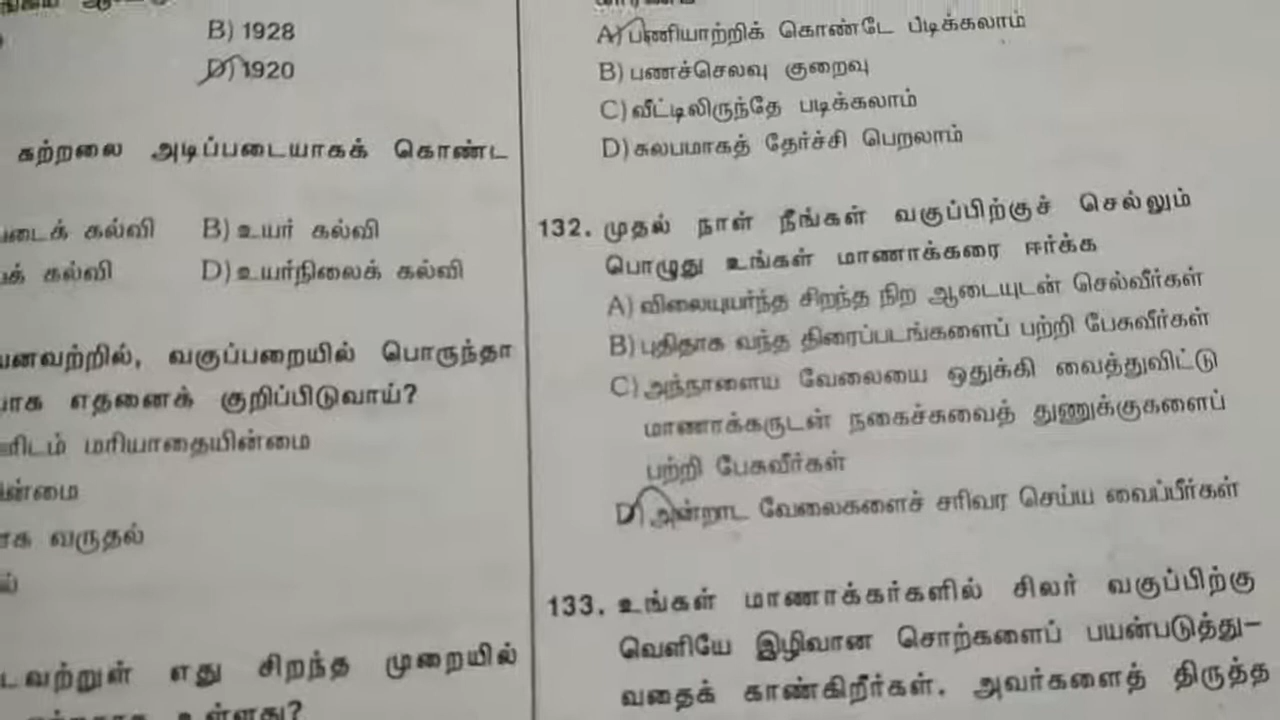 B) 1928
D) 1920
கற்றலை அடிப்படையாகக் கொண்ட
கல்வி B) உயர் கல்வி
கல்வி D) உயர்நிலைக் கல்வி
வகுப்பறையில் பொருந்தா
எதனைக் குறிப்பிடுவாய்?
மரியாதையின்மை
வருதல்
எது சிறந்த முறையில்
உள்ளது?
A) பணியாற்றிக் கொண்டே படிக்கலாம்
B) பணச்செலவு குறைவு
C) வீட்டிலிருந்தே படிக்கலாம்
D) சுலபமாகத் தேர்ச்சி பெறலாம்
132. முதல் நாள் நீங்கள் வகுப்பிற்குச் செல்லும்
பொழுது உங்கள் மாணாக்கரை ஈர்க்க
A) விலையுயர்ந்த சிறந்த நிற ஆடையுடன் செல்வீர்கள்
B) புதிதாக வந்த திரைப்படங்களைப் பற்றி பேசுவீர்கள்
C) அந்நாளைய வேலையை ஒதுக்கி வைத்துவிட்டு
மாணாக்கருடன் நகைச்சுவைத் துணுக்குகளைப்
பற்றி பேசுவீர்கள்
D) அன்றாட வேலைகளைச் சரிவர செய்ய வைப்பீர்கள்
133. உங்கள் மாணாக்கர்களில் சிலர் வகுப்பிற்கு
வெளியே இழிவான சொற்களைப் பயன்படுத்து-
வதைக் காண்கிறீர்கள். அவர்களைத் திருத்த